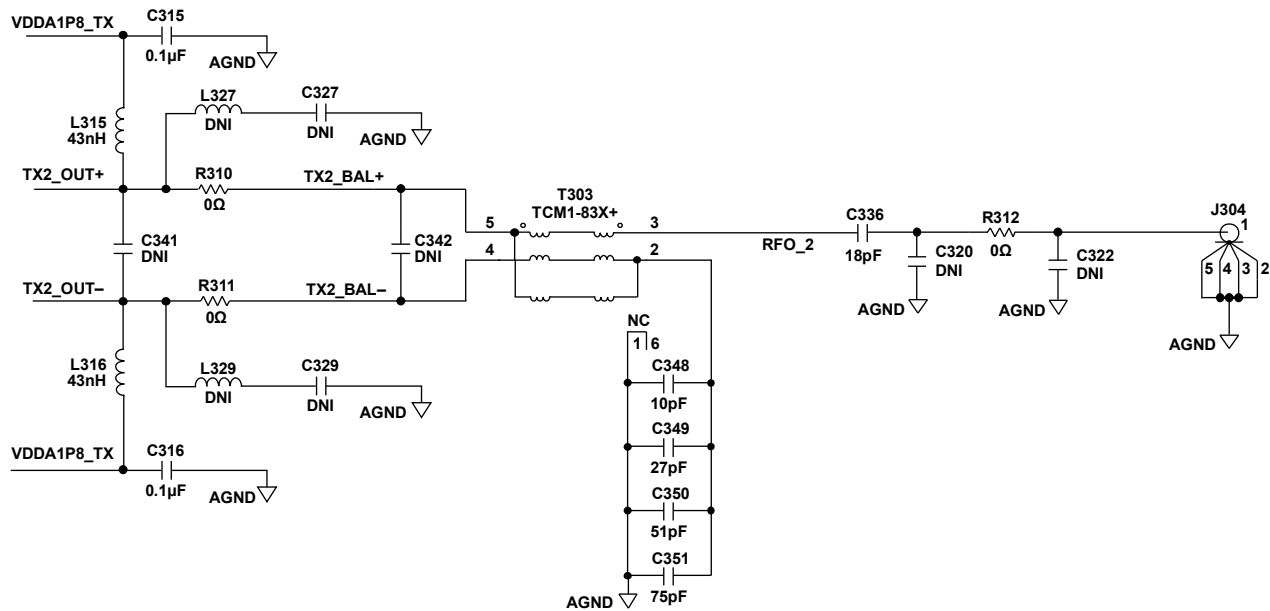 VDDA1P8_TX
C315
0.1µF
AGND
L315
43nH
L327
DNI
C327
DNI
AGND
TX2_OUT+
R310
0Ω
TX2_BAL+
C341
DNI
C342
DNI
TX2_OUT–
R311
0Ω
TX2_BAL–
5
4
T303
TCM1-83X+
3
2
RFO_2
C336
18pF
C320
DNI
AGND
R312
0Ω
C322
DNI
AGND
J304
1
5 4 3 2
AGND
L316
43nH
L329
DNI
C329
DNI
AGND
VDDA1P8_TX
C316
0.1µF
AGND
NC
1 6
C348
10pF
C349
27pF
C350
51pF
C351
75pF
AGND